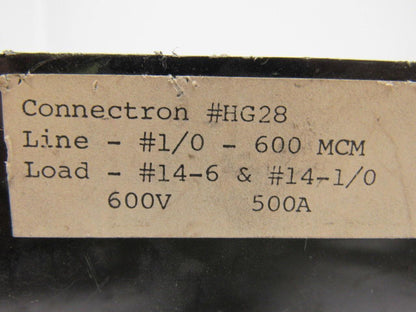 Connectron #HG28
Line - #1/0 - 600 MCM
Load - #14-6 & #14-1/0
600V 500A